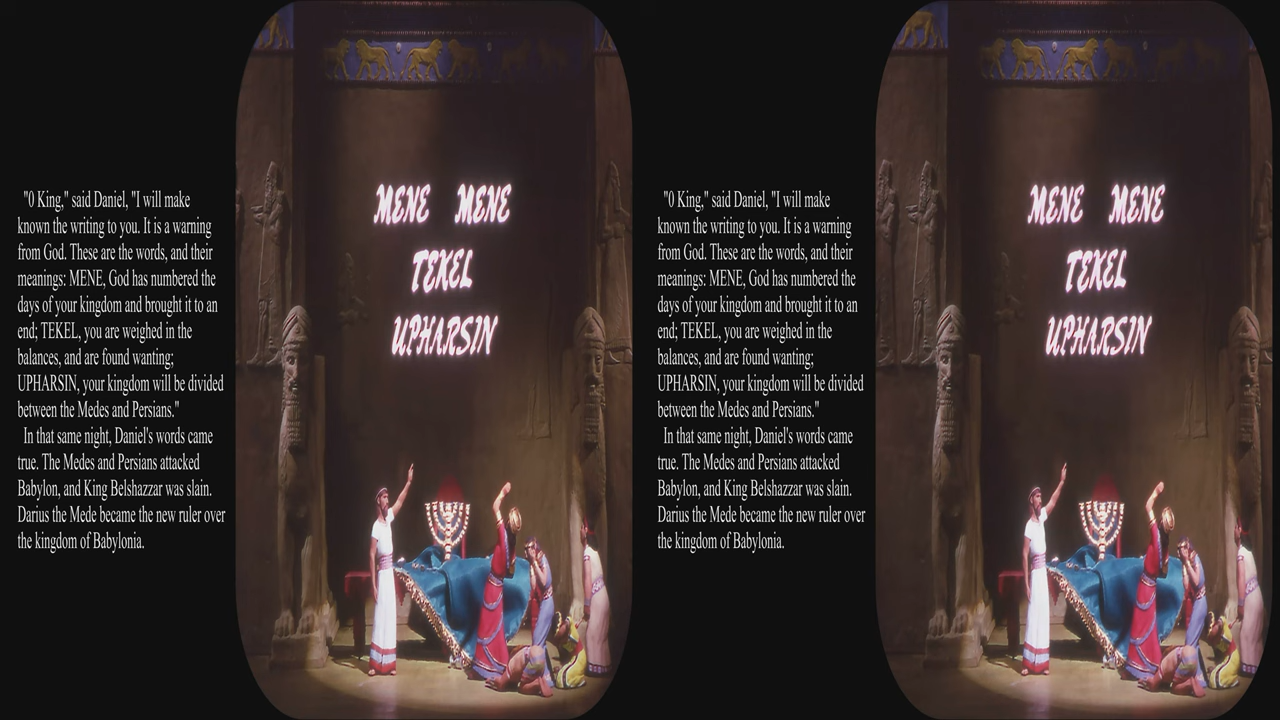 "O King," said Daniel, "I will make
known the writing to you. It is a warning
from God. These are the words, and their
meanings: MENE, God has numbered the
days of your kingdom and brought it to an
end; TEKEL, you are weighed in the
balances, and are found wanting;
UPHARSIN, your kingdom will be divided
between the Medes and Persians."
In that same night, Daniel's words came
true. The Medes and Persians attacked
Babylon, and King Belshazzar was slain.
Darius the Mede became the new ruler over
the kingdom of Babylonia.
MENE MENE
TEKEL
UPHARSIN
"O King," said Daniel, "I will make
known the writing to you. It is a warning
from God. These are the words, and their
meanings: MENE, God has numbered the
days of your kingdom and brought it to an
end; TEKEL, you are weighed in the
balances, and are found wanting;
UPHARSIN, your kingdom will be divided
between the Medes and Persians."
In that same night, Daniel's words came
true. The Medes and Persians attacked
Babylon, and King Belshazzar was slain.
Darius the Mede became the new ruler over
the kingdom of Babylonia.
MENE MENE
TEKEL
UPHARSIN